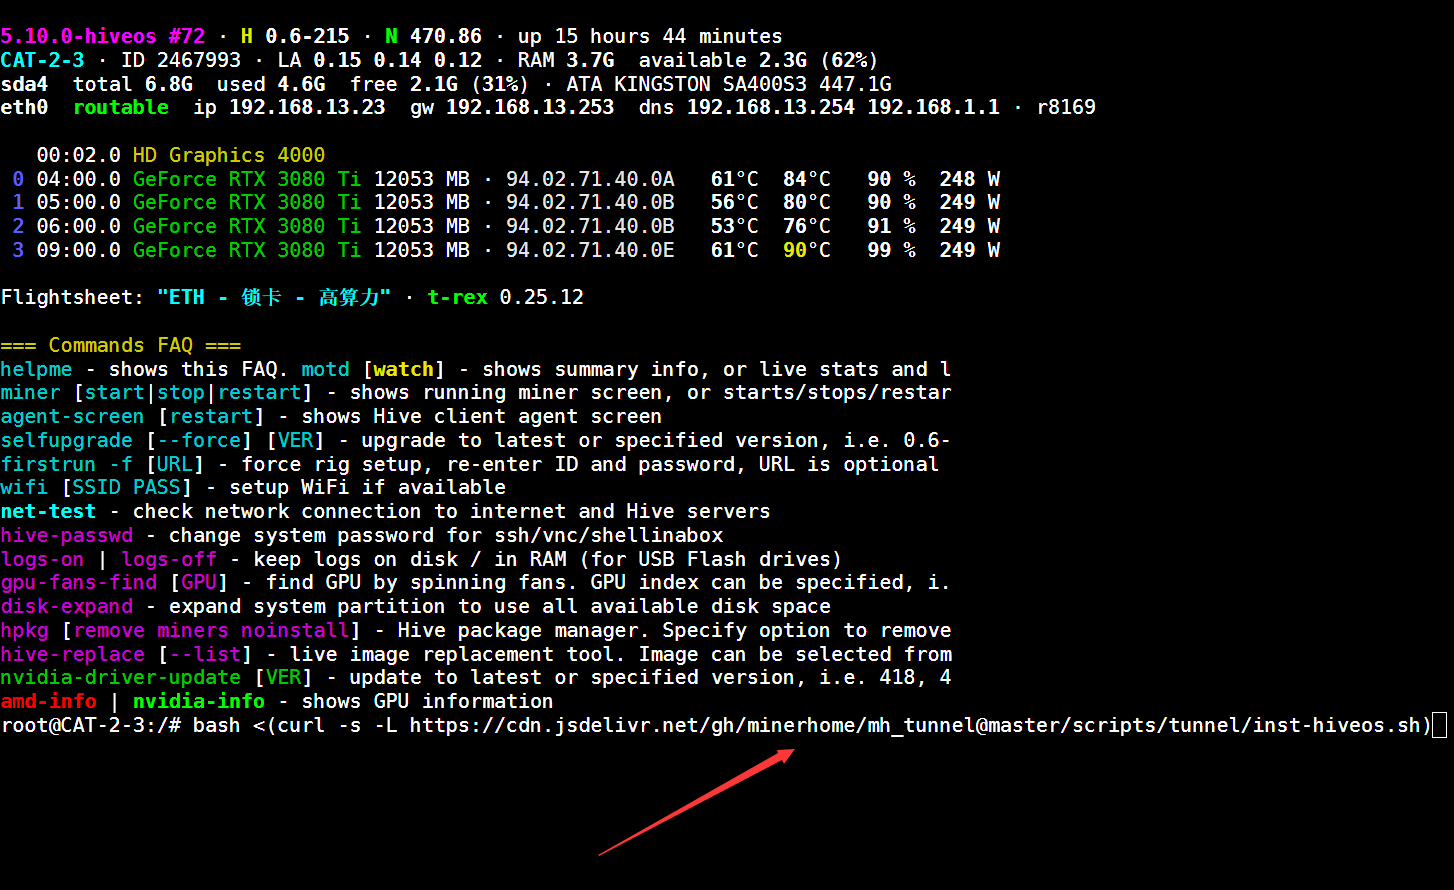 5.10.0-hiveos #72 · H 0.6-215 · N 470.86 · up 15 hours 44 minutes
CAT-2-3 · ID 2467993 · LA 0.15 0.14 0.12 · RAM 3.7G available 2.3G (62%)
sda4 total 6.8G used 4.6G free 2.1G (31%) · ATA KINGSTON SA400S3 447.1G
eth0 routable ip 192.168.13.23 gw 192.168.13.253 dns 192.168.13.254 192.168.1.1 · r8169
00:02.0 HD Graphics 4000
0 04:00.0 GeForce RTX 3080 Ti 12053 MB · 94.02.71.40.0A 61°C 84°C 90 % 248 W
1 05:00.0 GeForce RTX 3080 Ti 12053 MB · 94.02.71.40.0B 56°C 80°C 90 % 249 W
2 06:00.0 GeForce RTX 3080 Ti 12053 MB · 94.02.71.40.0B 53°C 76°C 91 % 249 W
3 09:00.0 GeForce RTX 3080 Ti 12053 MB · 94.02.71.40.0E 61°C 90°C 99 % 249 W
Flightsheet: "ETH - 锁卡 - 高算力" · t-rex 0.25.12
=== Commands FAQ ===
helpme - shows this FAQ. motd [watch] - shows summary info, or live stats and l
miner [start|stop|restart] - shows running miner screen, or starts/stops/restar
agent-screen [restart] - shows Hive client agent screen
selfupgrade [--force] [VER] - upgrade to latest or specified version, i.e. 0.6-
firstrun -f [URL] - force rig setup, re-enter ID and password, URL is optional
wifi [SSID PASS] - setup WiFi if available
net-test - check network connection to internet and Hive servers
hive-passwd - change system password for ssh/vnc/shellinabox
logs-on | logs-off - keep logs on disk / in RAM (for USB Flash drives)
gpu-fans-find [GPU] - find GPU by spinning fans. GPU index can be specified, i.
disk-expand - expand system partition to use all available disk space
hpkg [remove miners noinstall] - Hive package manager. Specify option to remove
hive-replace [--list] - live image replacement tool. Image can be selected from
nvidia-driver-update [VER] - update to latest or specified version, i.e. 418, 4
amd-info | nvidia-info - shows GPU information
root@CAT-2-3:/# bash <(curl -s -L https://cdn.jsdelivr.net/gh/minerhome/mh_tunnel@master/scripts/tunnel/inst-hiveos.sh)